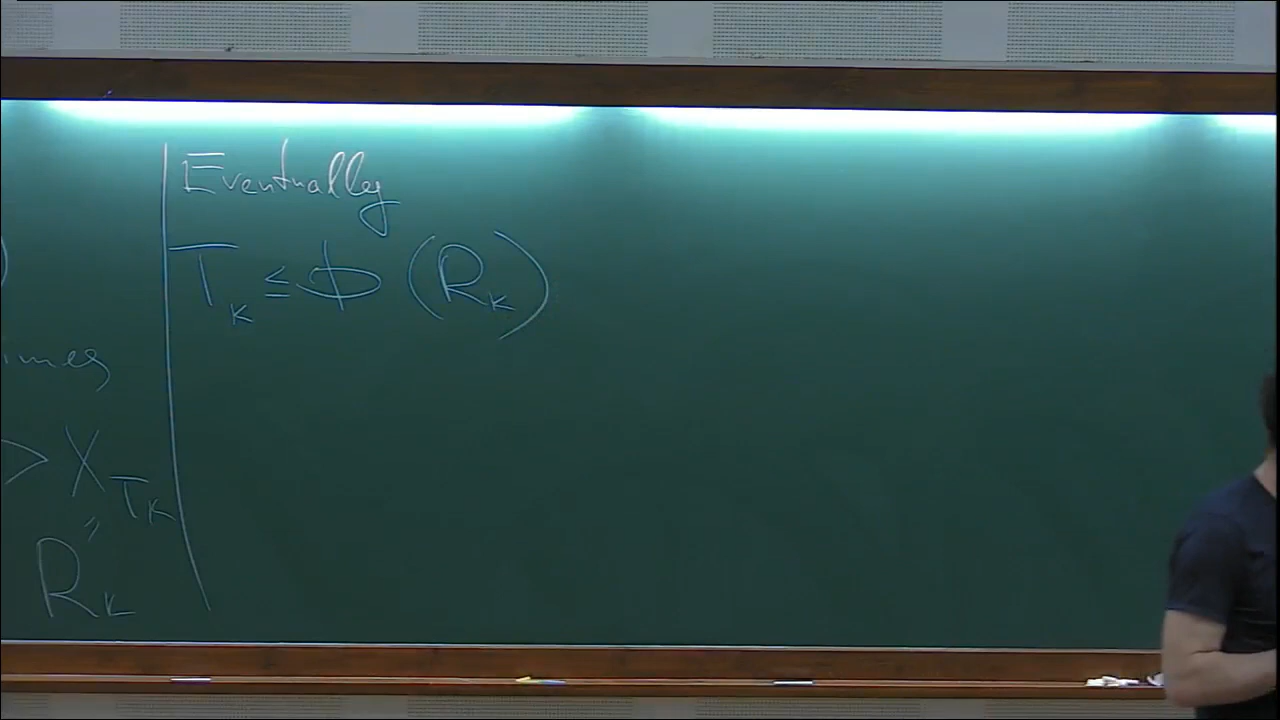 )
imes
> X_{T_K}
"
R_K
Eventually
T_K ≤ Φ (R_K)